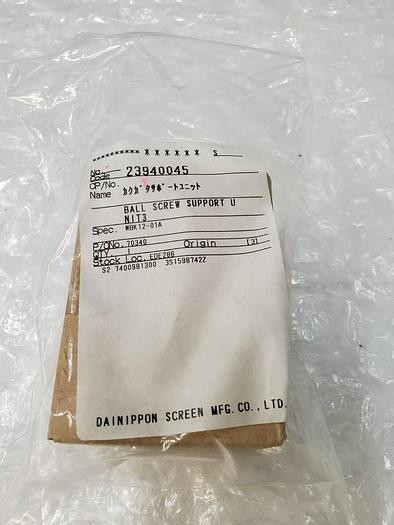 ********** ＊＊＊＊＊＊ S
No.
Code 23940045
CP/No.
Name ｶｸｶﾞﾀｻﾎﾟｰﾄﾕﾆｯﾄ
BALL SCREW SUPPORT U
NIT3
Spec. WBK12-01A
P/ONo. 70340 Origin (3)
QTY. 1
Stock Loc. EDE286
S2 7400981300 3S1598742Z
DAINIPPON SCREEN MFG.CO.,LTD.